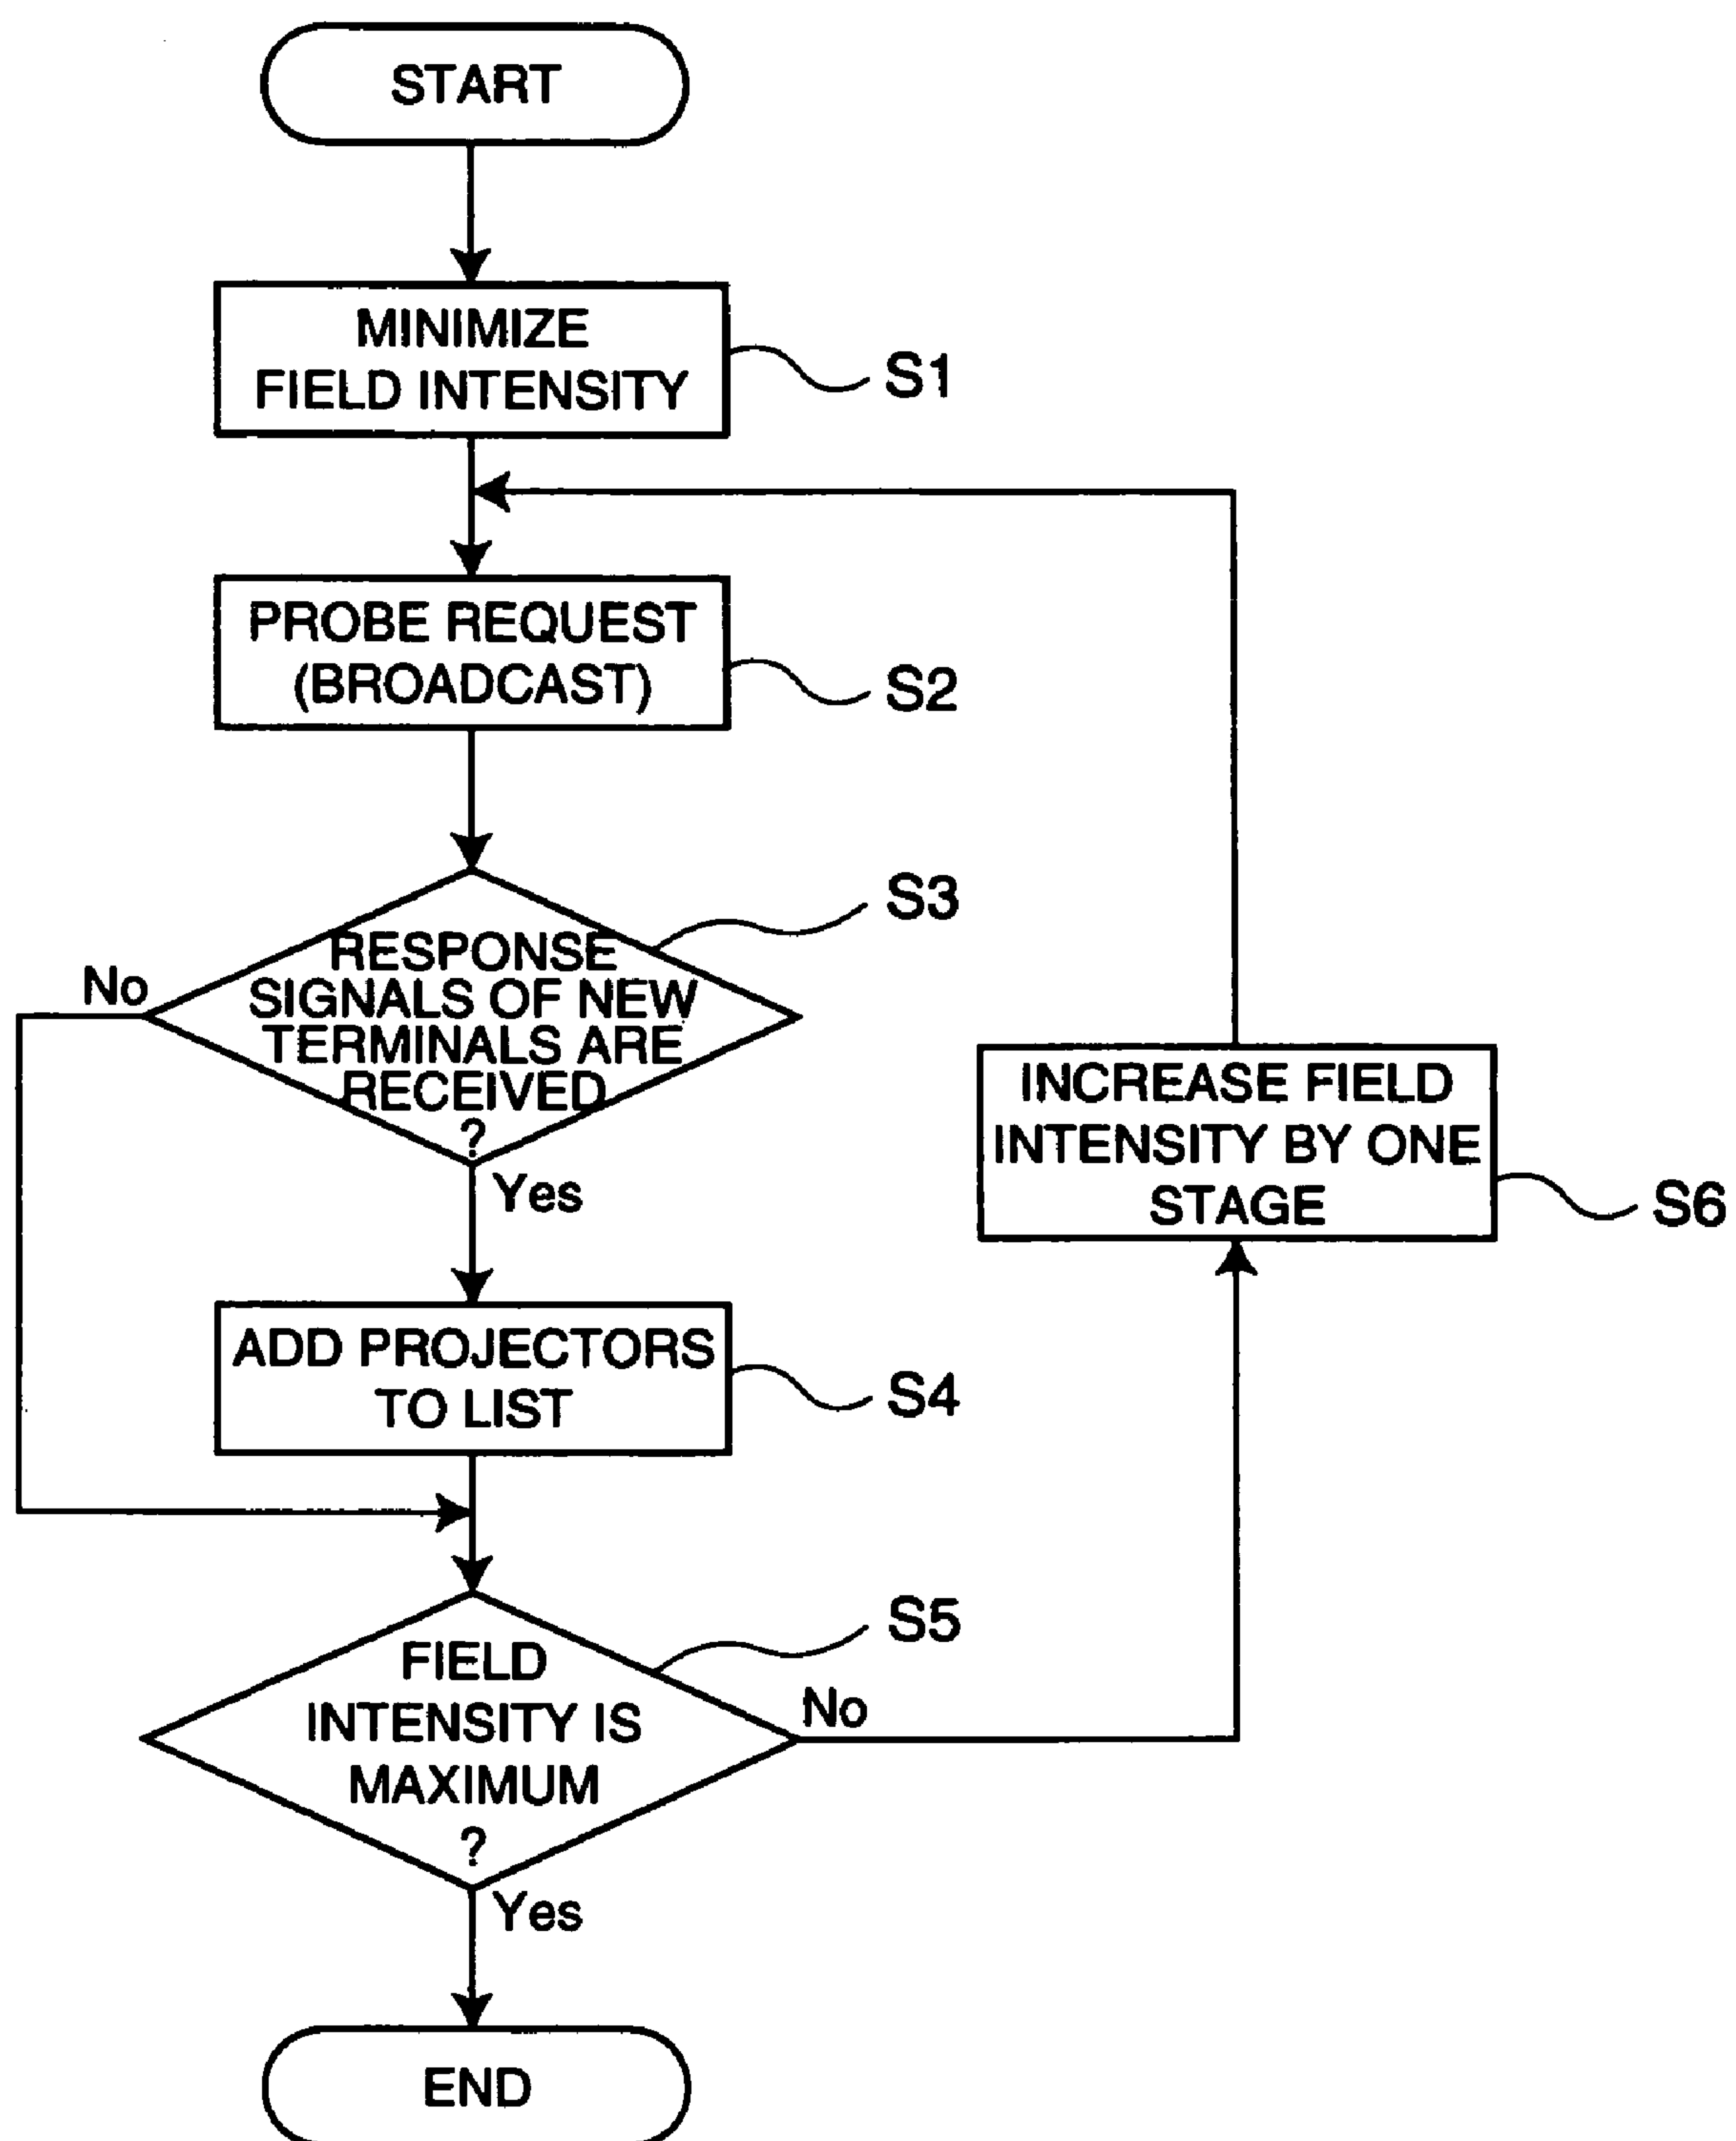 START
MINIMIZE
FIELD INTENSITY
S1
PROBE REQUEST
(BROADCAST)
S2
S3
RESPONSE
SIGNALS OF NEW
TERMINALS ARE
RECEIVED
?
No
Yes
INCREASE FIELD
INTENSITY BY ONE
STAGE
S6
ADD PROJECTORS
TO LIST
S4
S5
FIELD
INTENSITY IS
MAXIMUM
?
No
Yes
END